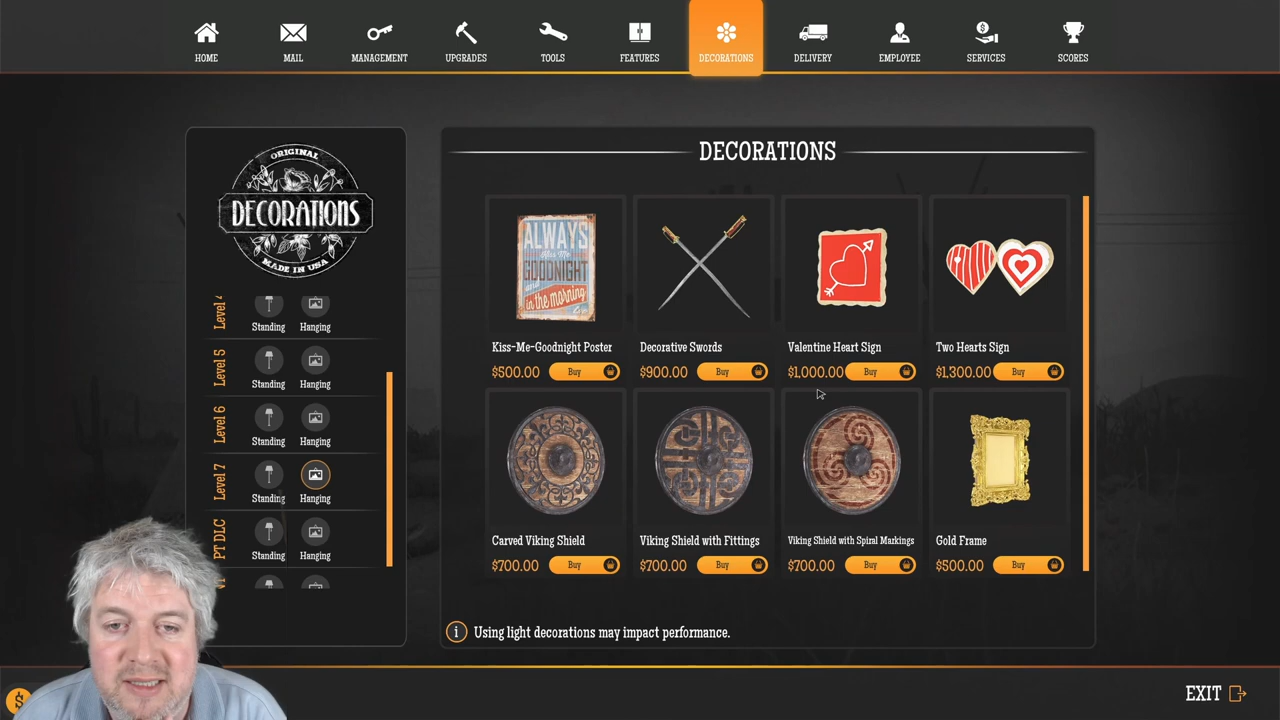 HOME MAIL MANAGEMENT UPGRADES TOOLS FEATURES DECORATIONS DELIVERY EMPLOYEE SERVICES SCORES
ORIGINAL
DECORATIONS
MADE IN USA
Level 4
Standing Hanging
Level 5
Standing Hanging
Level 6
Standing Hanging
Level 7
Standing Hanging
PT DLC
Standing Hanging
DECORATIONS
ALWAYS
Kiss Me
GOODNIGHT
in the morning
Kiss-Me-Goodnight Poster Decorative Swords Valentine Heart Sign Two Hearts Sign
$500.00 Buy $900.00 Buy $1,000.00 Buy $1,300.00 Buy
Carved Viking Shield Viking Shield with Fittings Viking Shield with Spiral Markings Gold Frame
$700.00 Buy $700.00 Buy $700.00 Buy $500.00 Buy
i Using light decorations may impact performance.
$
EXIT